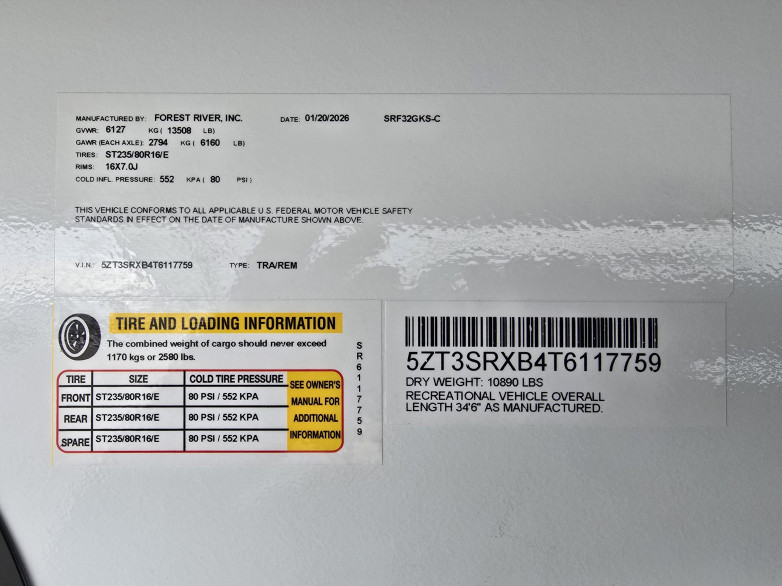 MANUFACTURED BY: FOREST RIVER, INC. DATE: 01/20/2026 SRF32GKS-C
GVWR: 6127 KG ( 13508 LB)
GAWR (EACH AXLE): 2794 KG ( 6160 LB)
TIRES: ST235/80R16/E
RIMS: 16X7.0J
COLD INFL. PRESSURE: 552 KPA ( 80 PSI )
THIS VEHICLE CONFORMS TO ALL APPLICABLE U.S. FEDERAL MOTOR VEHICLE SAFETY
STANDARDS IN EFFECT ON THE DATE OF MANUFACTURE SHOWN ABOVE.
V.I.N.: 5ZT3SRXB4T6117759 TYPE: TRA/REM
TIRE AND LOADING INFORMATION
The combined weight of cargo should never exceed
1170 kgs or 2580 lbs.
TIRE SIZE COLD TIRE PRESSURE
FRONT ST235/80R16/E 80 PSI / 552 KPA
REAR ST235/80R16/E 80 PSI / 552 KPA
SPARE ST235/80R16/E 80 PSI / 552 KPA
SEE OWNER'S
MANUAL FOR
ADDITIONAL
INFORMATION
SR6117759
5ZT3SRXB4T6117759
DRY WEIGHT: 10890 LBS
RECREATIONAL VEHICLE OVERALL
LENGTH 34'6" AS MANUFACTURED.